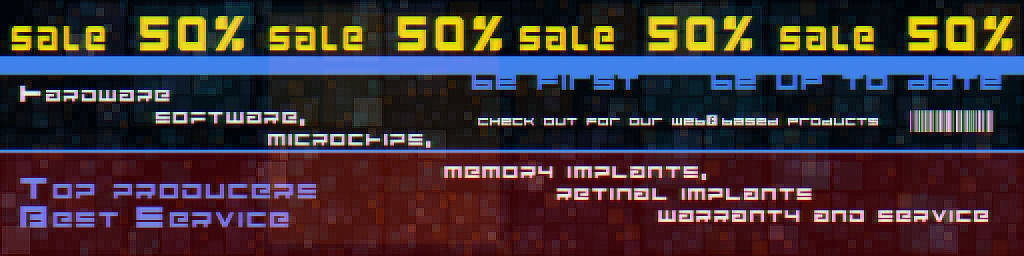 sale 50% sale 50% sale 50% sale 50%
be first be up to date
Hardware
software,
microchips,
check out for our web based products
memory implants,
retinal implants
warranty and service
Top producers
Best Service